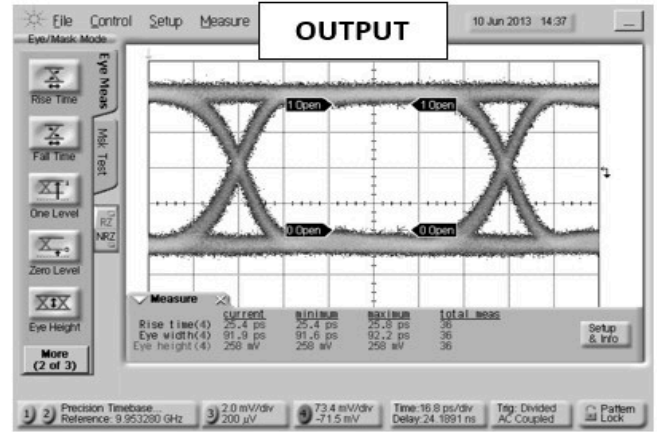 File Control Setup Measure
OUTPUT
10 Jun 2013 14:37
Eye/Mask Mode
Rise Time
Fall Time
One Level
Zero Level
Eye Height
More
(2 of 3)
Eye Meas
Msk Test
RZ
NRZ
1 Open 1 Open
0 Open 0 Open
Measure
current minimum maximum total meas
Rise time(4) 25.4 ps 25.4 ps 25.8 ps 36
Eye width(4) 91.9 ps 91.6 ps 92.2 ps 36
Eye height(4) 258 mV 258 mV 258 mV 36
Setup
& Info
1) 2) Precision Timebase...
Reference: 9.953280 GHz
3) 2.0 mV/div
200 µV
4) 73.4 mV/div
-71.5 mV
Time:16.8 ps/div
Delay:24.1891 ns
Trig: Divided
AC Coupled
Pattern
Lock